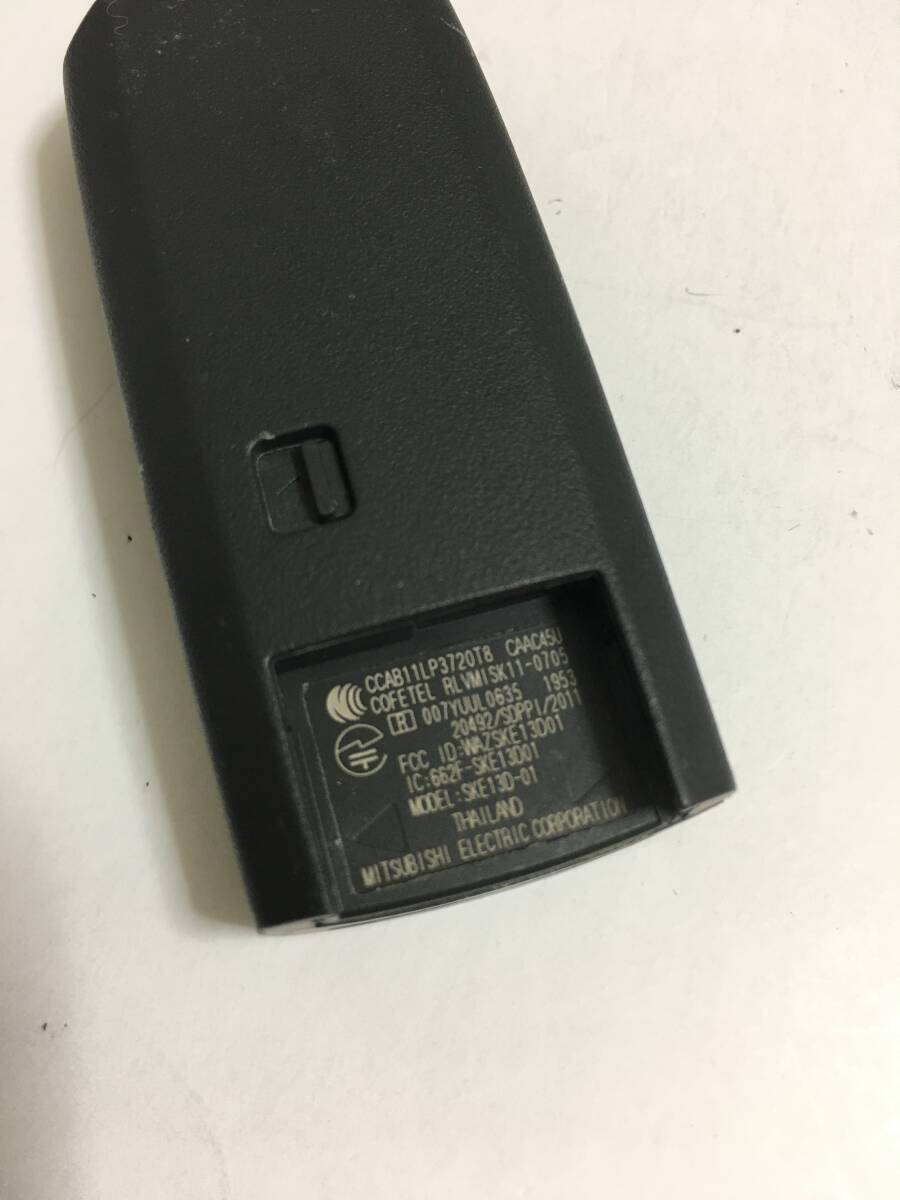 CCAB11LP3720T8 CAAC45U
COFETEL RLVMISK11-0705
R 007YUUL0635 1953
20492/SDPPI/2011
FCC ID:WAZSKE13D01
IC:662F-SKE13D01
MODEL:SKE13D-01
THAILAND
MITSUBISHI ELECTRIC CORPORATION